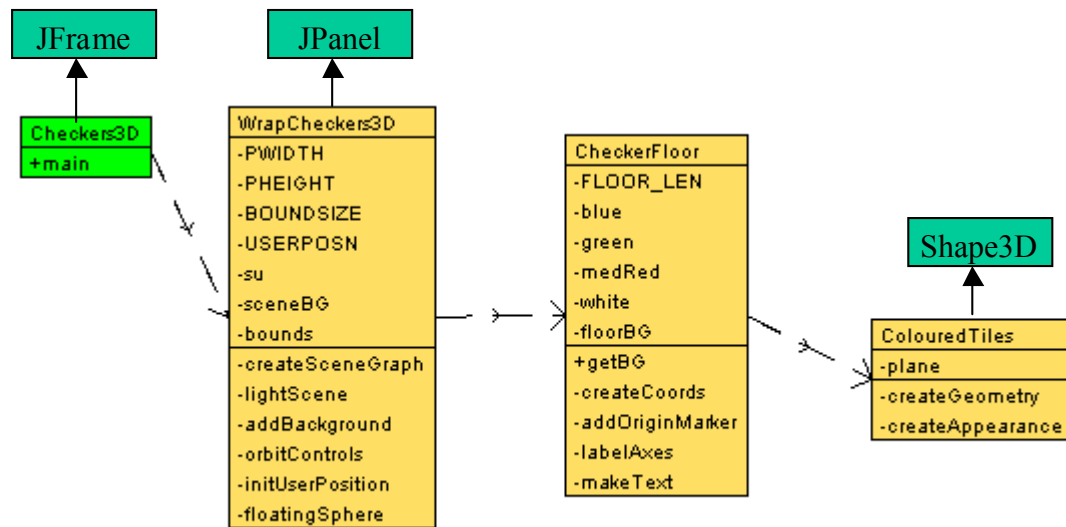 JFrame
Checkers3D
+main
JPanel
WrapCheckers3D
-PWIDTH
-PHEIGHT
-BOUNDSIZE
-USERPOSN
-su
-sceneBG
-bounds
-createSceneGraph
-lightScene
-addBackground
-orbitControls
-initUserPosition
-floatingSphere
CheckerFloor
-FLOOR_LEN
-blue
-green
-medRed
-white
-floorBG
+getBG
-createCoords
-addOriginMarker
-labelAxes
-makeText
Shape3D
ColouredTiles
-plane
-createGeometry
-createAppearance